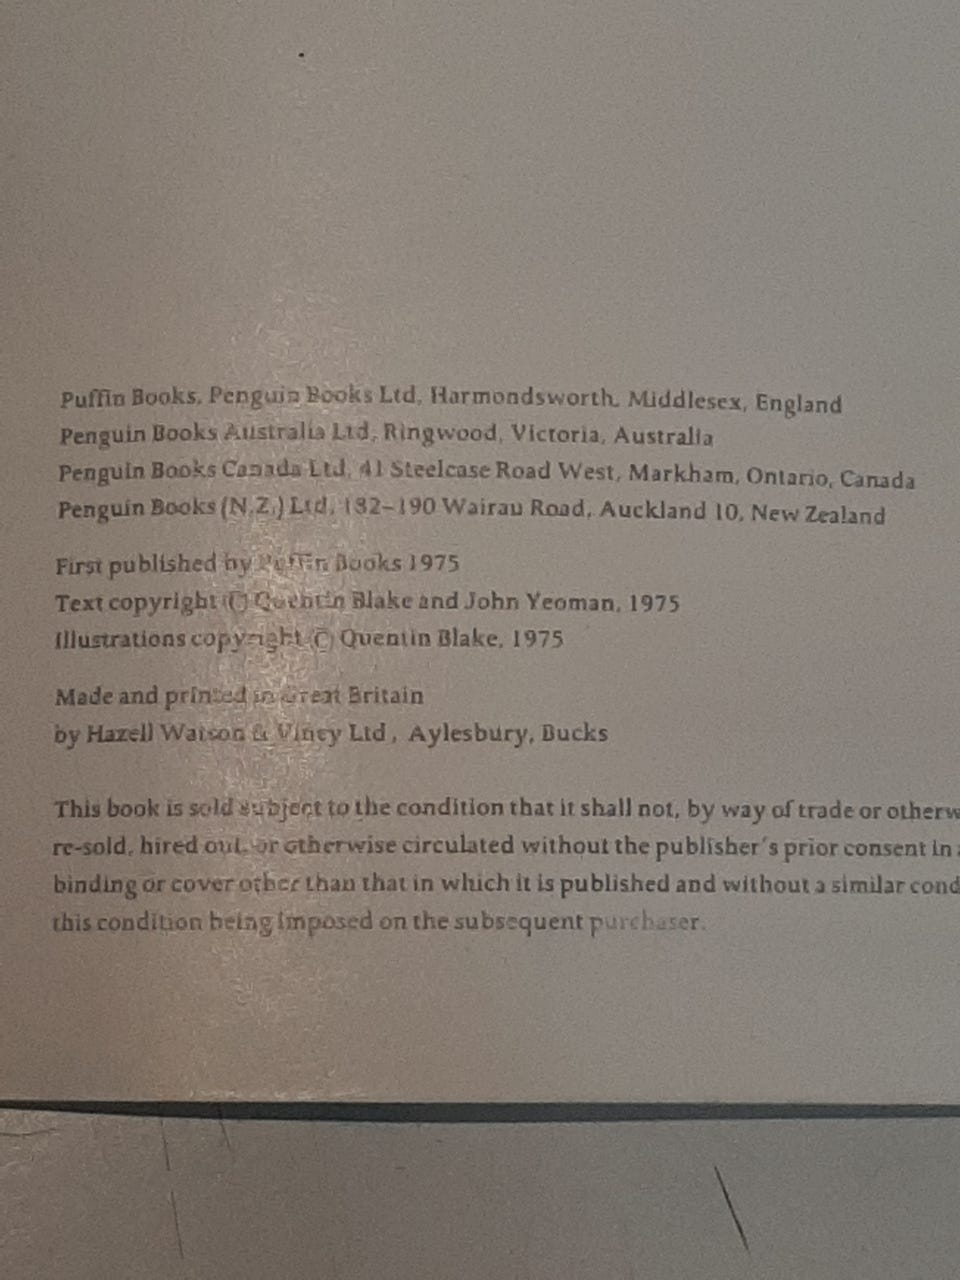 Puffin Books, Penguin Books Ltd, Harmondsworth, Middlesex, England
Penguin Books Australia Ltd, Ringwood, Victoria, Australia
Penguin Books Canada Ltd, 41 Steelcase Road West, Markham, Ontario, Canada
Penguin Books (N.Z.) Ltd, 182–190 Wairau Road, Auckland 10, New Zealand
First published by Puffin Books 1975
Text copyright © Quentin Blake and John Yeoman, 1975
Illustrations copyright © Quentin Blake, 1975
Made and printed in Great Britain
by Hazell Watson & Viney Ltd, Aylesbury, Bucks
This book is sold subject to the condition that it shall not, by way of trade or otherw
re-sold, hired out, or otherwise circulated without the publisher's prior consent in
binding or cover other than that in which it is published and without a similar cond
this condition being imposed on the subsequent purchaser.